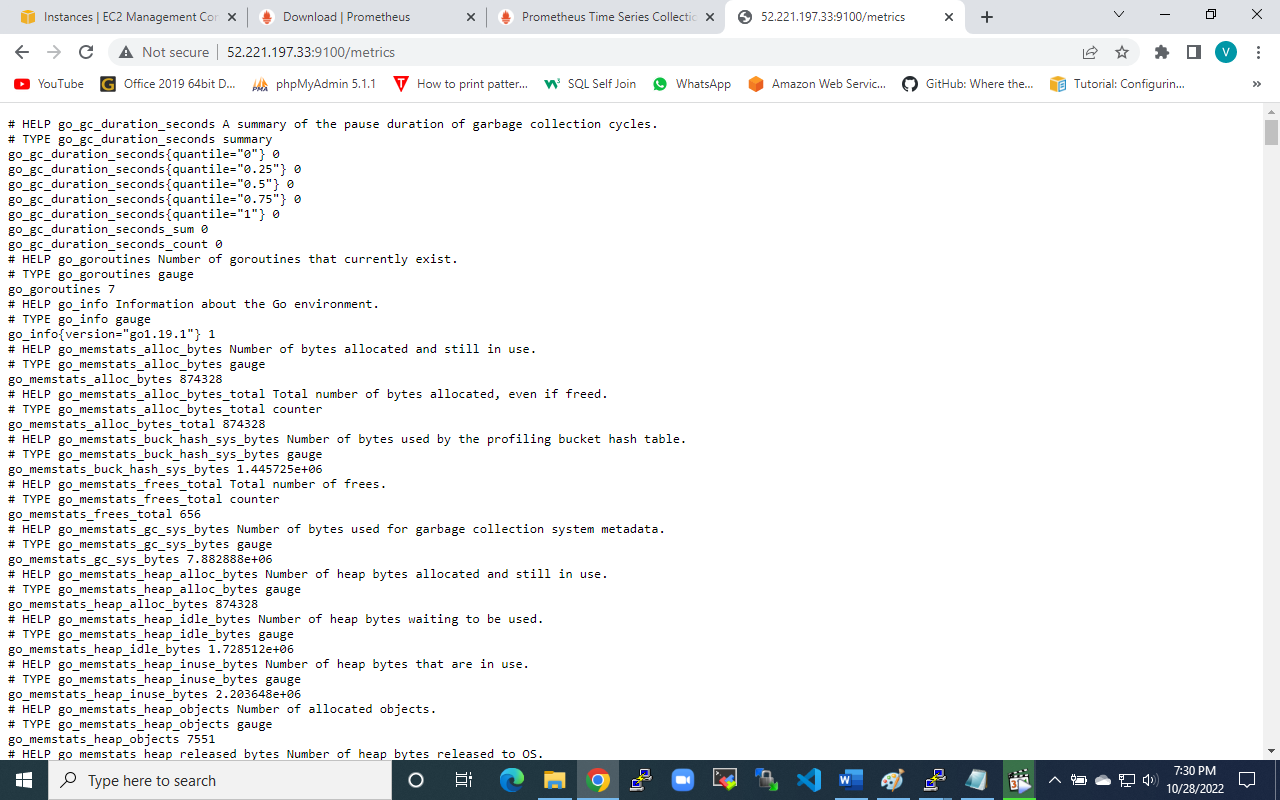 Instances | EC2 Management Con
Download | Prometheus
Prometheus Time Series Collectio
52.221.197.33:9100/metrics
Not secure
52.221.197.33:9100/metrics
V
YouTube
Office 2019 64bit D...
phpMyAdmin 5.1.1
How to print patter...
SQL Self Join
WhatsApp
Amazon Web Servic...
GitHub: Where the...
Tutorial: Configurin...
»
# HELP go_gc_duration_seconds A summary of the pause duration of garbage collection cycles.
# TYPE go_gc_duration_seconds summary
go_gc_duration_seconds{quantile="0"} 0
go_gc_duration_seconds{quantile="0.25"} 0
go_gc_duration_seconds{quantile="0.5"} 0
go_gc_duration_seconds{quantile="0.75"} 0
go_gc_duration_seconds{quantile="1"} 0
go_gc_duration_seconds_sum 0
go_gc_duration_seconds_count 0
# HELP go_goroutines Number of goroutines that currently exist.
# TYPE go_goroutines gauge
go_goroutines 7
# HELP go_info Information about the Go environment.
# TYPE go_info gauge
go_info{version="go1.19.1"} 1
# HELP go_memstats_alloc_bytes Number of bytes allocated and still in use.
# TYPE go_memstats_alloc_bytes gauge
go_memstats_alloc_bytes 874328
# HELP go_memstats_alloc_bytes_total Total number of bytes allocated, even if freed.
# TYPE go_memstats_alloc_bytes_total counter
go_memstats_alloc_bytes_total 874328
# HELP go_memstats_buck_hash_sys_bytes Number of bytes used by the profiling bucket hash table.
# TYPE go_memstats_buck_hash_sys_bytes gauge
go_memstats_buck_hash_sys_bytes 1.445725e+06
# HELP go_memstats_frees_total Total number of frees.
# TYPE go_memstats_frees_total counter
go_memstats_frees_total 656
# HELP go_memstats_gc_sys_bytes Number of bytes used for garbage collection system metadata.
# TYPE go_memstats_gc_sys_bytes gauge
go_memstats_gc_sys_bytes 7.882888e+06
# HELP go_memstats_heap_alloc_bytes Number of heap bytes allocated and still in use.
# TYPE go_memstats_heap_alloc_bytes gauge
go_memstats_heap_alloc_bytes 874328
# HELP go_memstats_heap_idle_bytes Number of heap bytes waiting to be used.
# TYPE go_memstats_heap_idle_bytes gauge
go_memstats_heap_idle_bytes 1.728512e+06
# HELP go_memstats_heap_inuse_bytes Number of heap bytes that are in use.
# TYPE go_memstats_heap_inuse_bytes gauge
go_memstats_heap_inuse_bytes 2.203648e+06
# HELP go_memstats_heap_objects Number of allocated objects.
# TYPE go_memstats_heap_objects gauge
go_memstats_heap_objects 7551
# HELP go_memstats_heap_released_bytes Number of heap bytes released to OS.
Type here to search
7:30 PM
10/28/2022